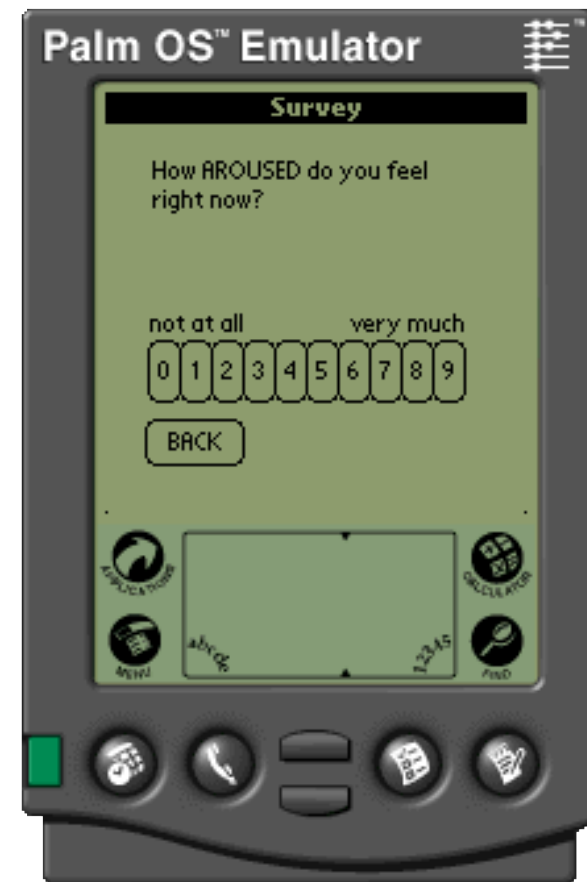 Palm OS™ Emulator
™
Survey
How AROUSED do you feel
right now?
not at all very much
0 1 2 3 4 5 6 7 8 9
BACK
APPLICATIONS
CALCULATOR
MENU
abcde
12345
FIND